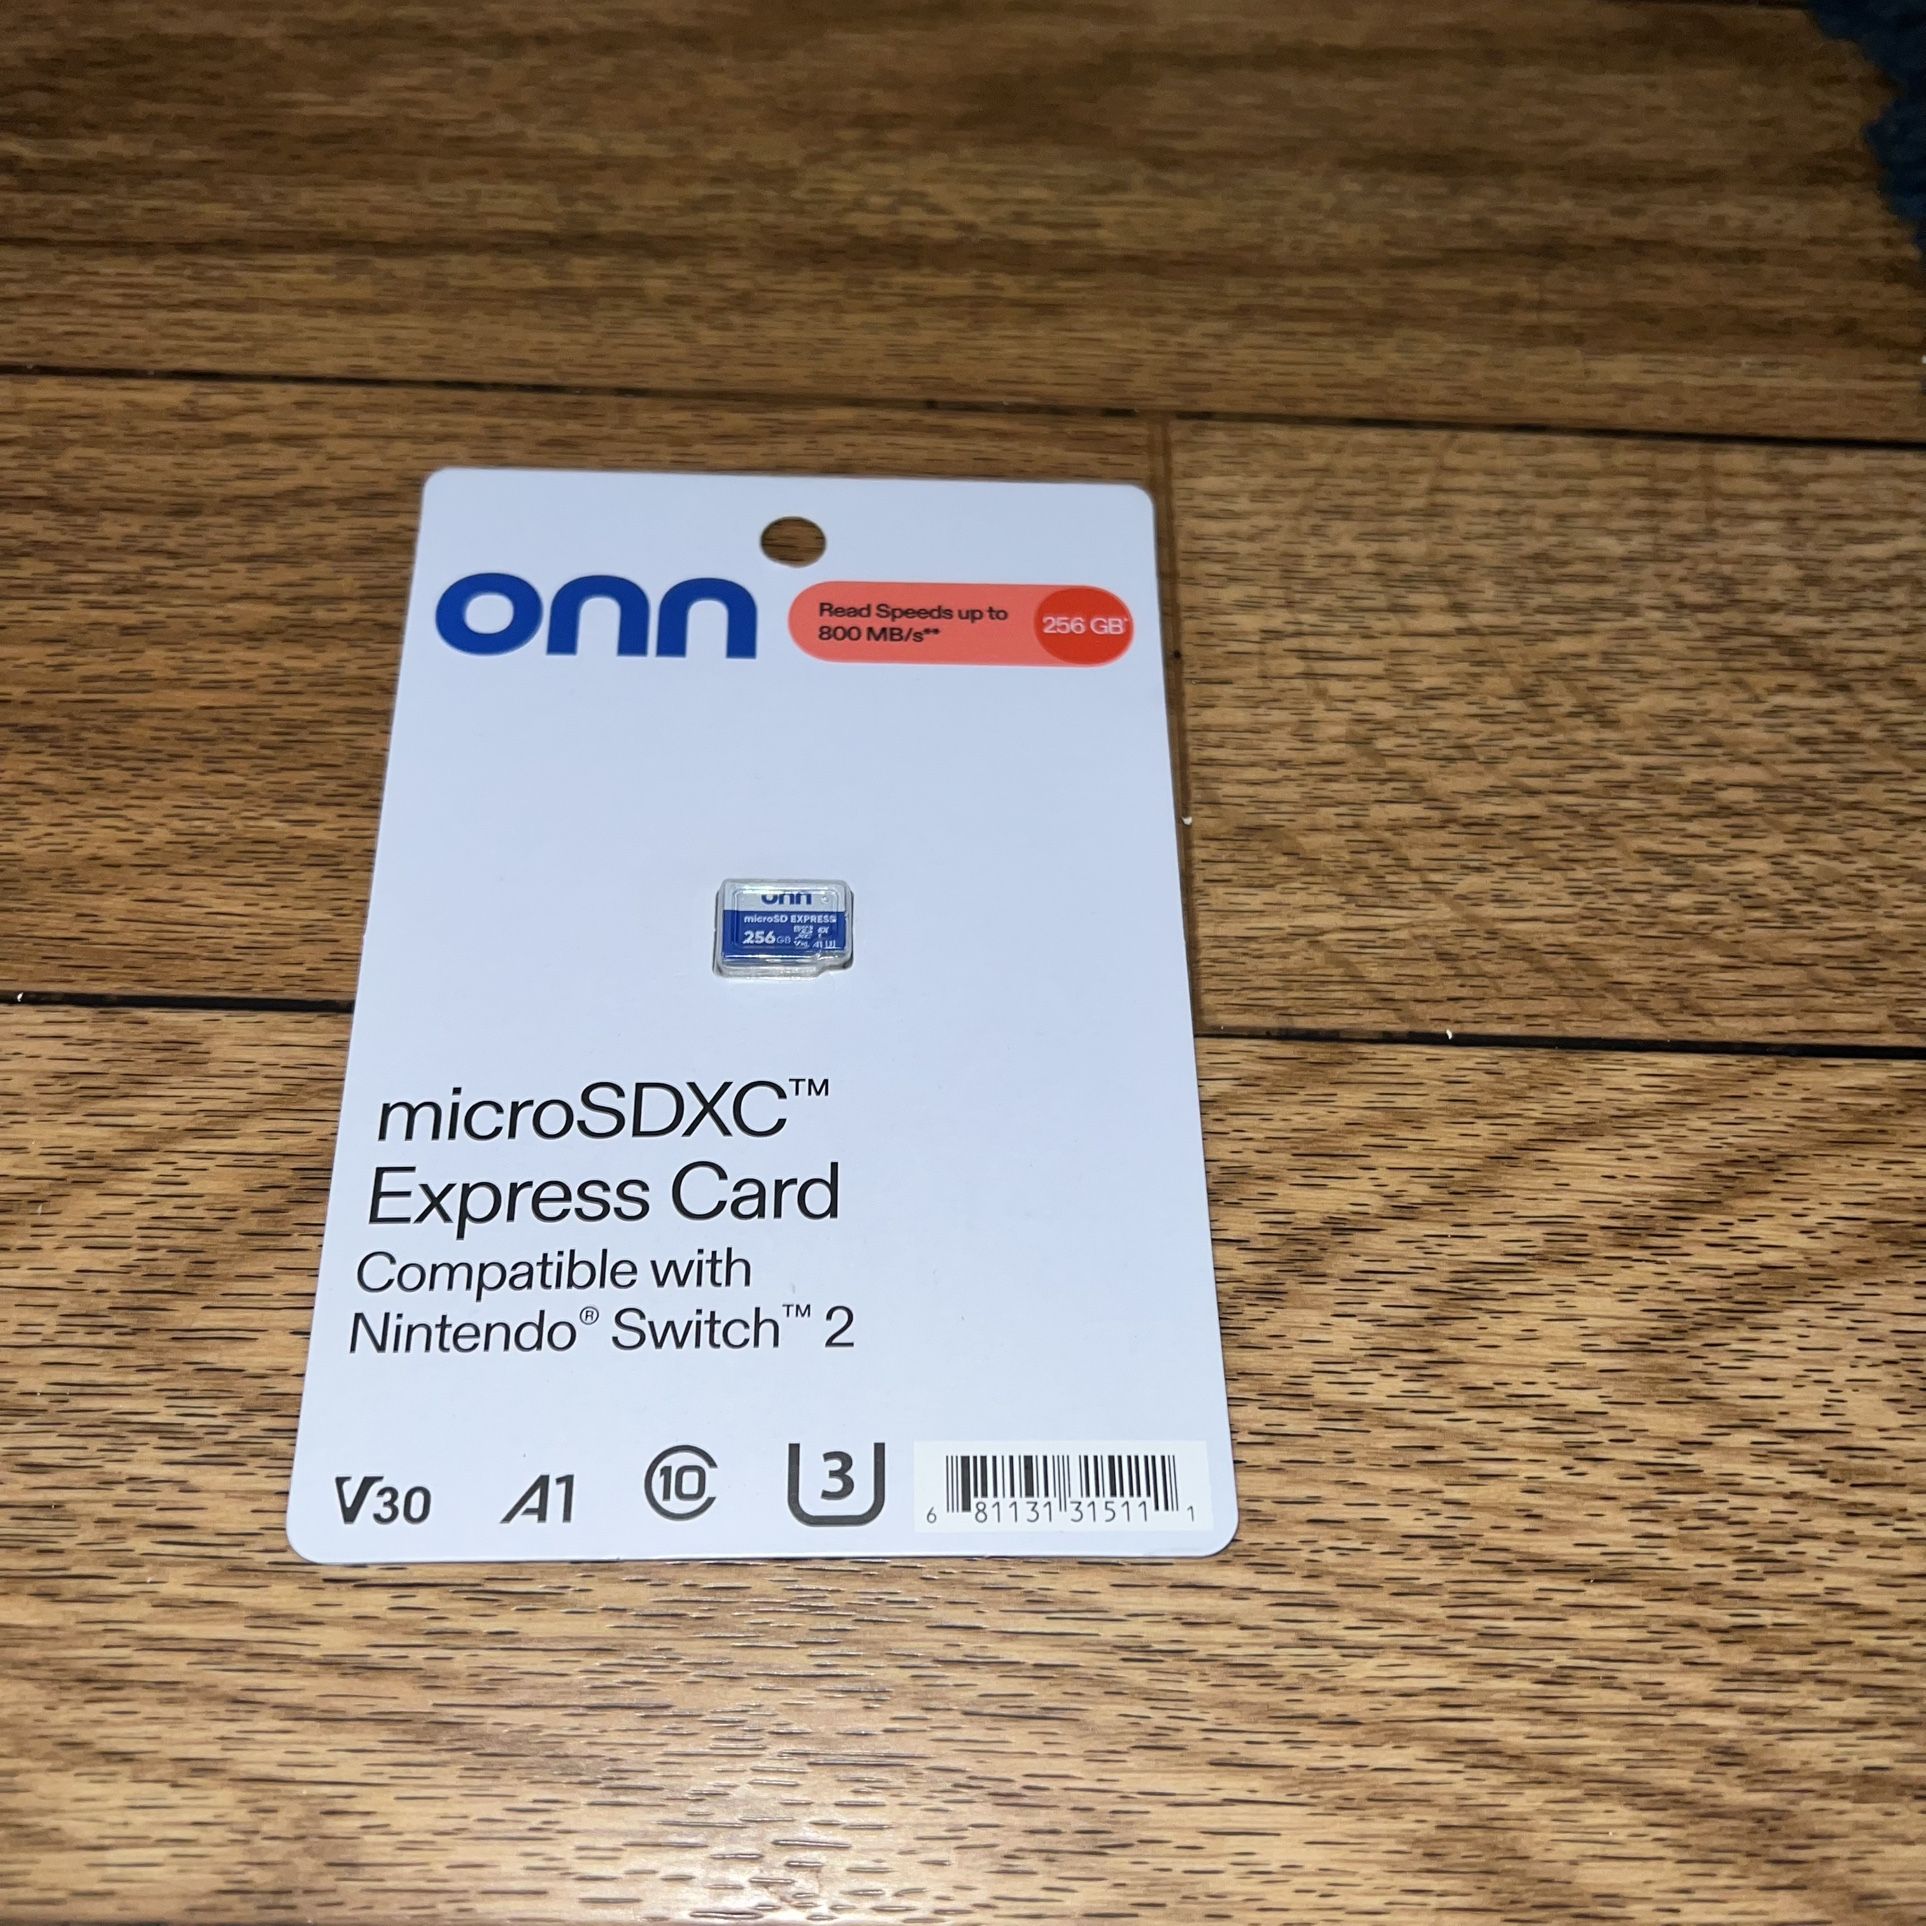 onn
Read Speeds up to
800 MB/s**
256 GB*
onn
microSD EXPRESS
256GB
A1
microSDXC™
Express Card
Compatible with
Nintendo® Switch™ 2
V30 A1 10 3
6 81131 31511 1